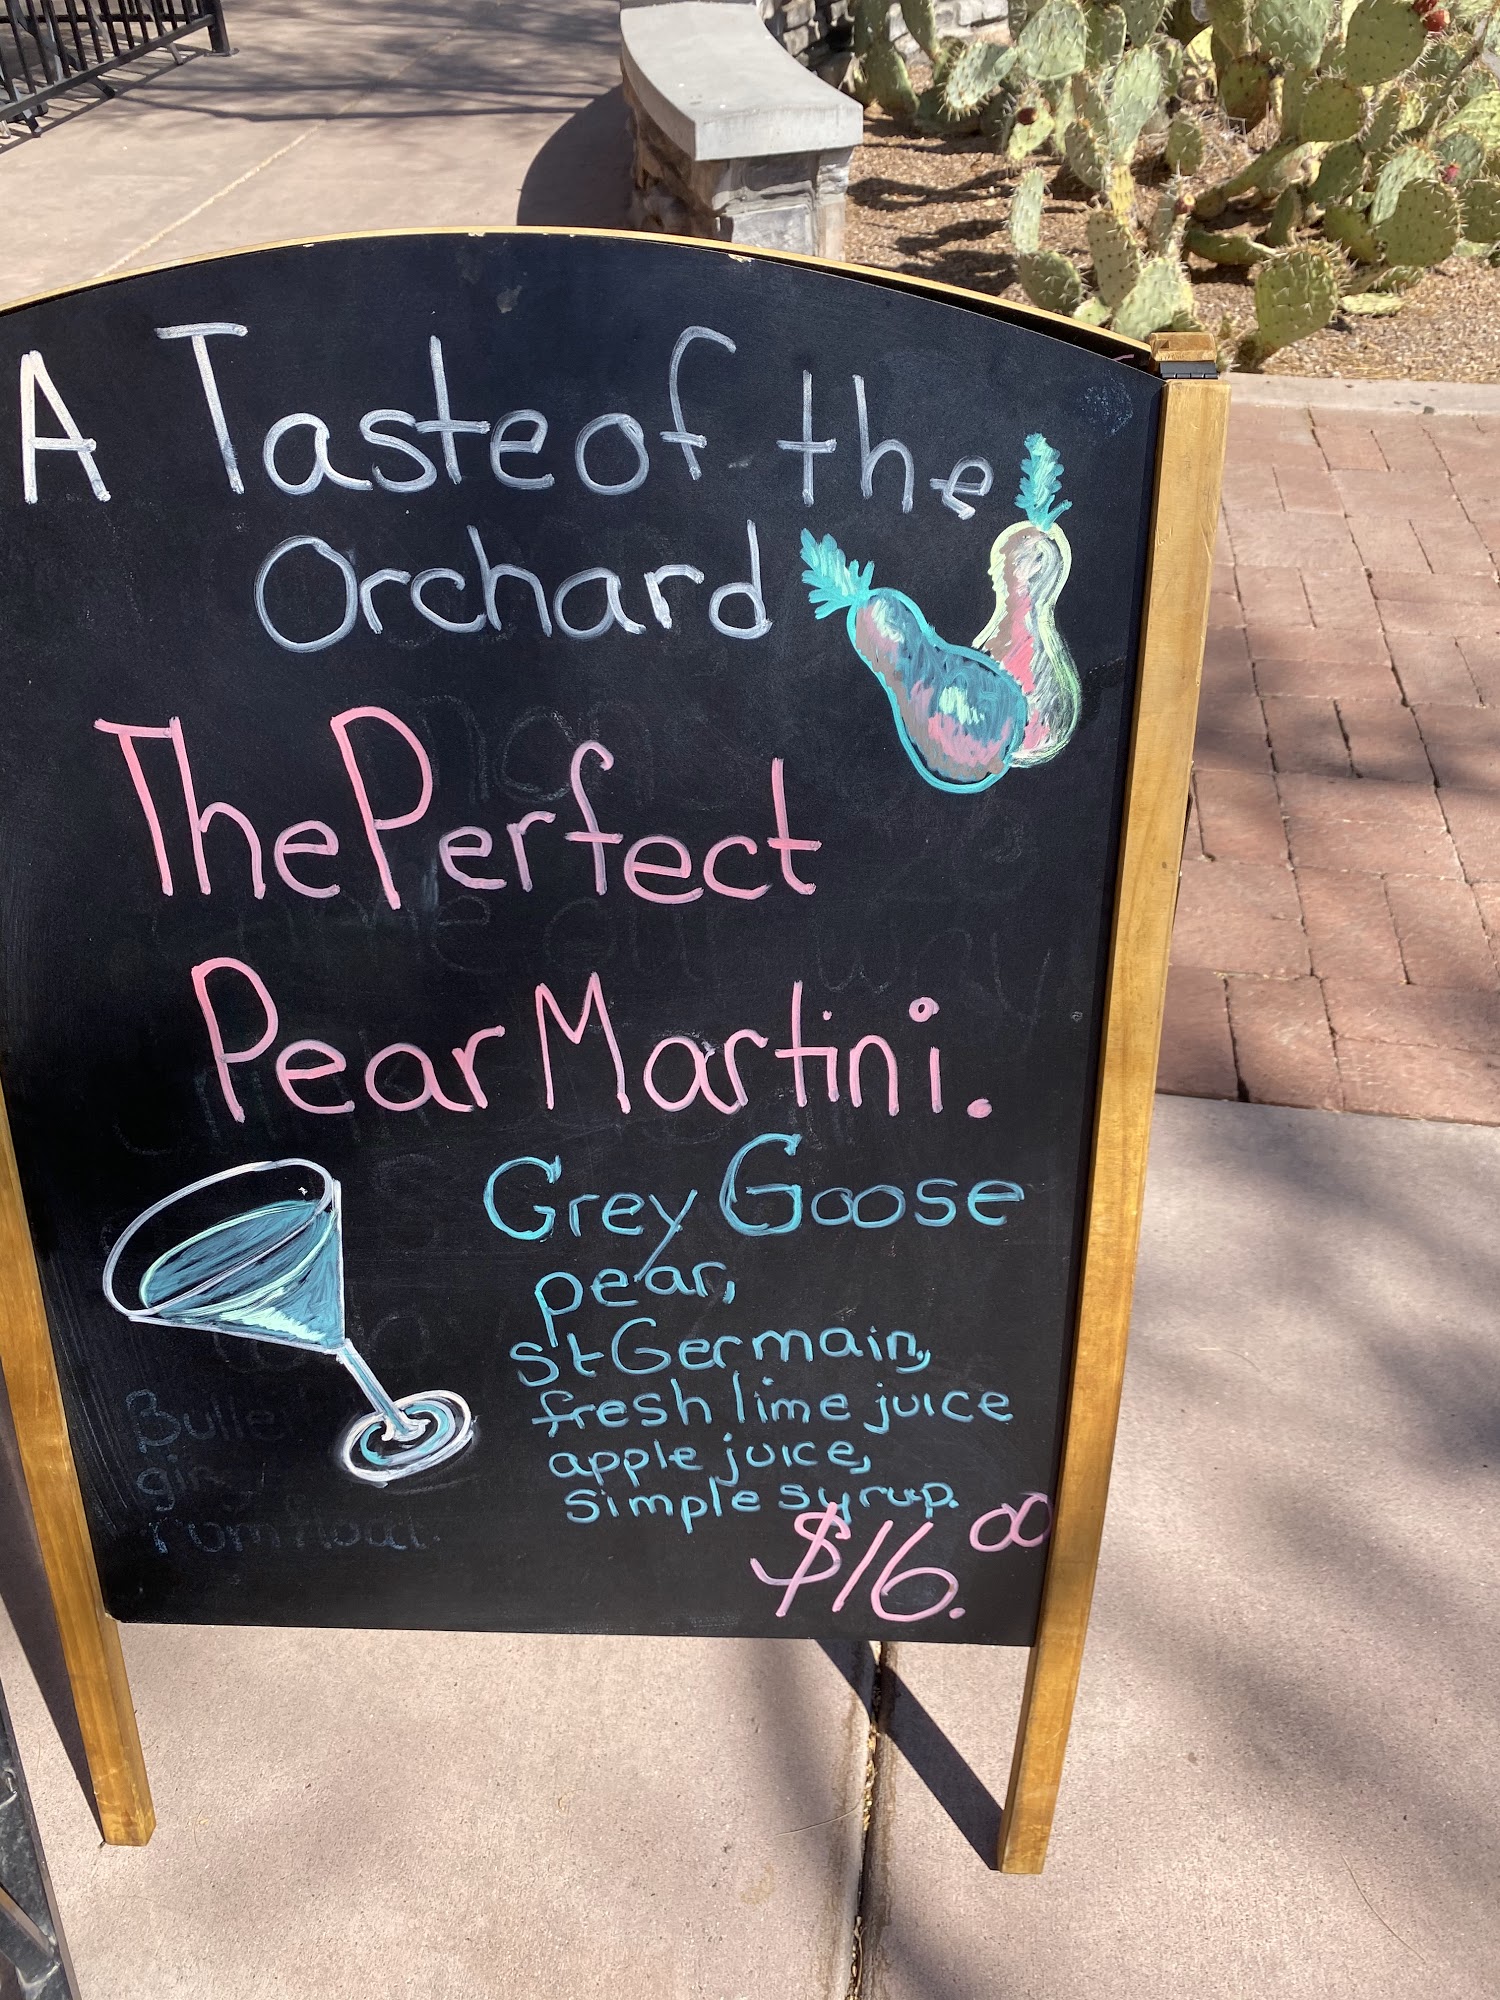 A Taste of the
Orchard
The Perfect
Pear Martini.
Grey Goose
pear,
St Germain,
fresh lime juice
apple juice,
simple syrup.
$16.00